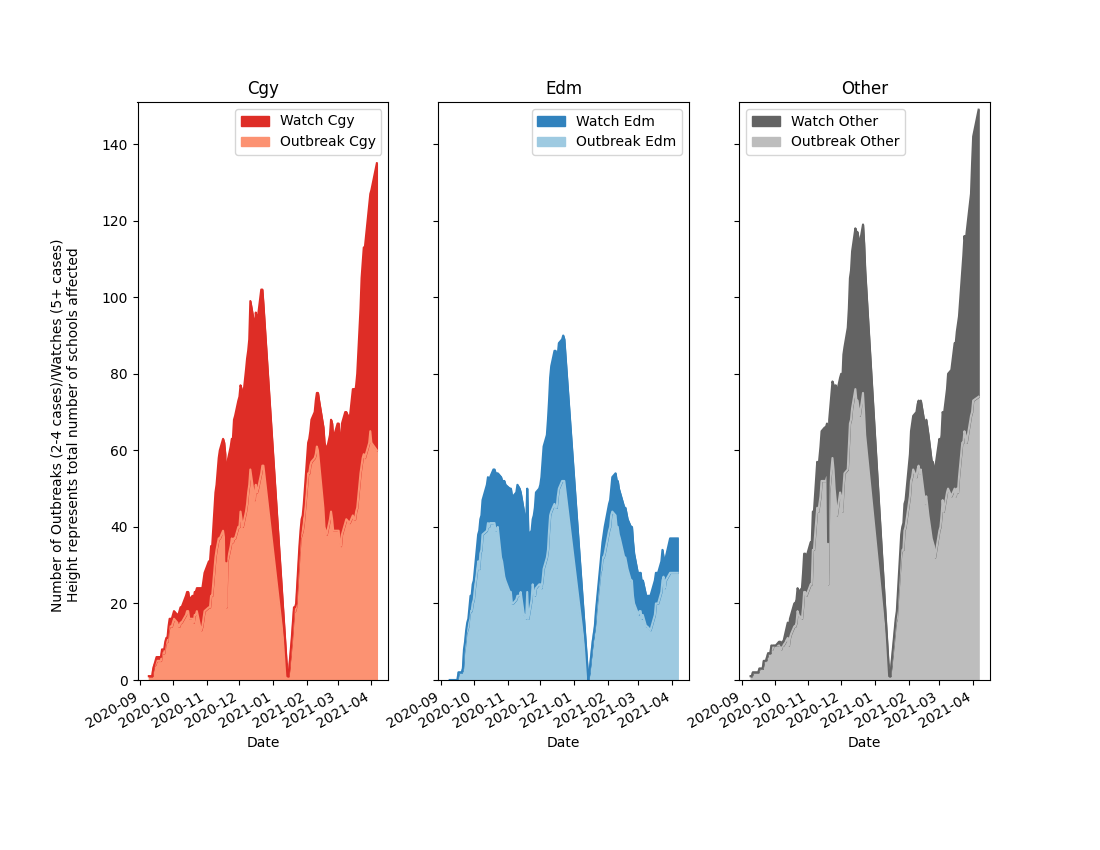 Cgy
Edm
Other
Watch Cgy
Outbreak Cgy
Watch Edm
Outbreak Edm
Watch Other
Outbreak Other
Number of Outbreaks (2-4 cases)/Watches (5+ cases)
Height represents total number of schools affected
140
120
100
80
60
40
20
0
2020-09
2020-10
2020-11
2020-12
2021-01
2021-02
2021-03
2021-04
2020-09
2020-10
2020-11
2020-12
2021-01
2021-02
2021-03
2021-04
2020-09
2020-10
2020-11
2020-12
2021-01
2021-02
2021-03
2021-04
Date
Date
Date